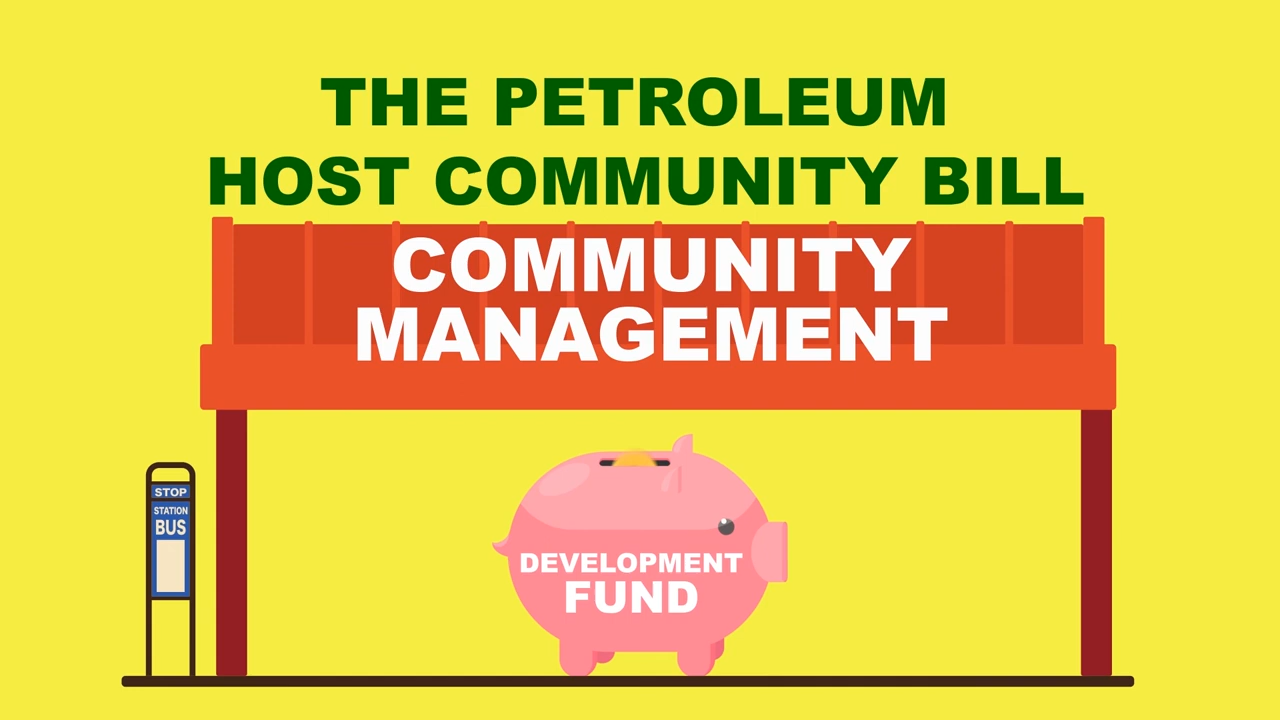 THE PETROLEUM
HOST COMMUNITY BILL
COMMUNITY
MANAGEMENT
STOP
STATION
BUS
DEVELOPMENT
FUND